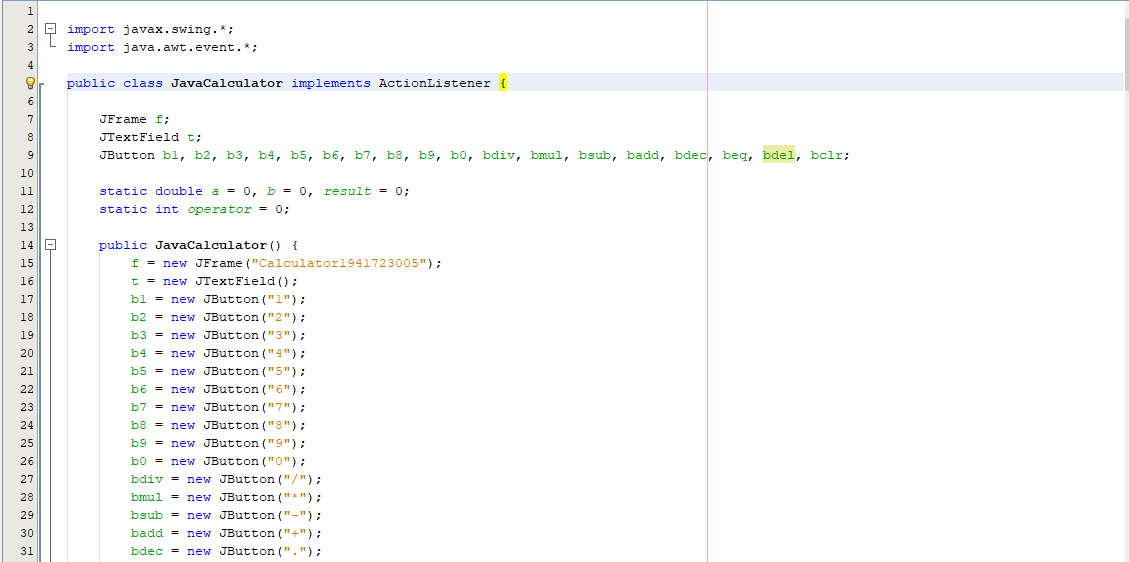 1
2 import javax.swing.*;
3 import java.awt.event.*;
4
public class JavaCalculator implements ActionListener {
6
7 JFrame f;
8 JTextField t;
9 JButton b1, b2, b3, b4, b5, b6, b7, b8, b9, b0, bdiv, bmul, bsub, badd, bdec, beq, bdel, bclr;
10
11 static double a = 0, b = 0, result = 0;
12 static int operator = 0;
13
14 public JavaCalculator() {
15 f = new JFrame("Calculator1941723005");
16 t = new JTextField();
17 b1 = new JButton("1");
18 b2 = new JButton("2");
19 b3 = new JButton("3");
20 b4 = new JButton("4");
21 b5 = new JButton("5");
22 b6 = new JButton("6");
23 b7 = new JButton("7");
24 b8 = new JButton("8");
25 b9 = new JButton("9");
26 b0 = new JButton("0");
27 bdiv = new JButton("/");
28 bmul = new JButton("*");
29 bsub = new JButton("-");
30 badd = new JButton("+");
31 bdec = new JButton(".");